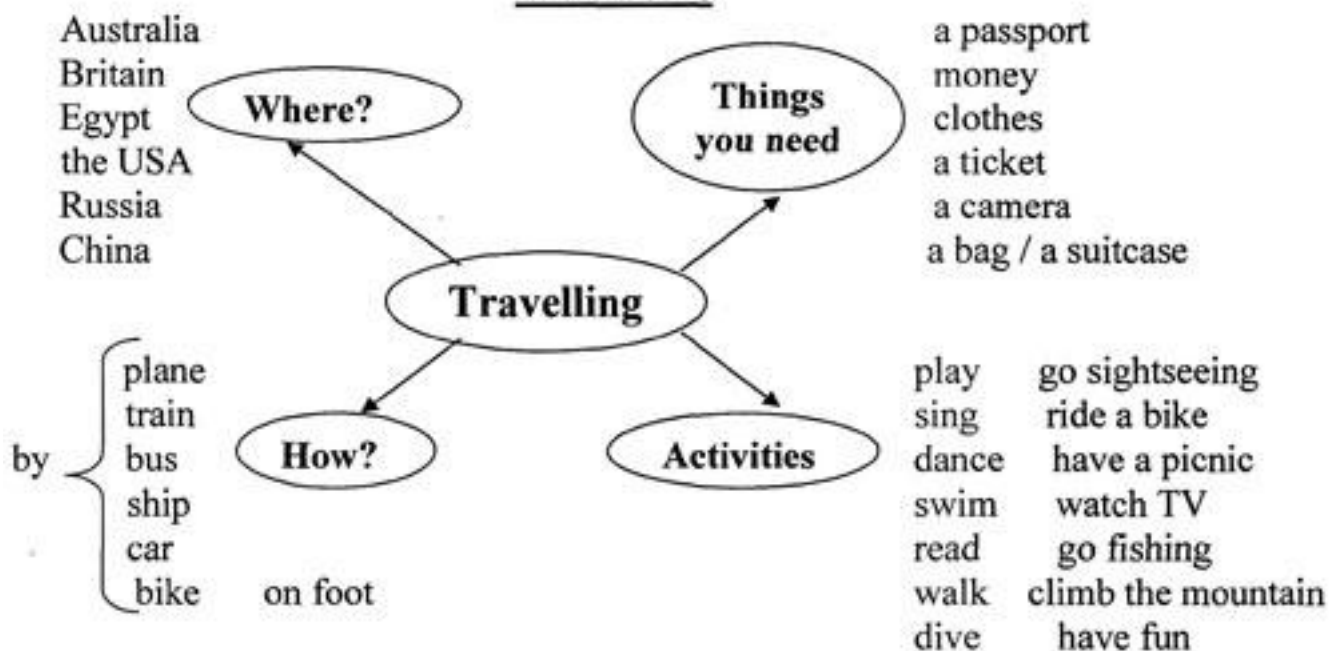 Australia
Britain
Egypt
the USA
Russia
China
Where?
Things
you need
a passport
money
clothes
a ticket
a camera
a bag / a suitcase
Travelling
by
plane
train
bus
ship
car
bike on foot
How?
Activities
play go sightseeing
sing ride a bike
dance have a picnic
swim watch TV
read go fishing
walk climb the mountain
dive have fun